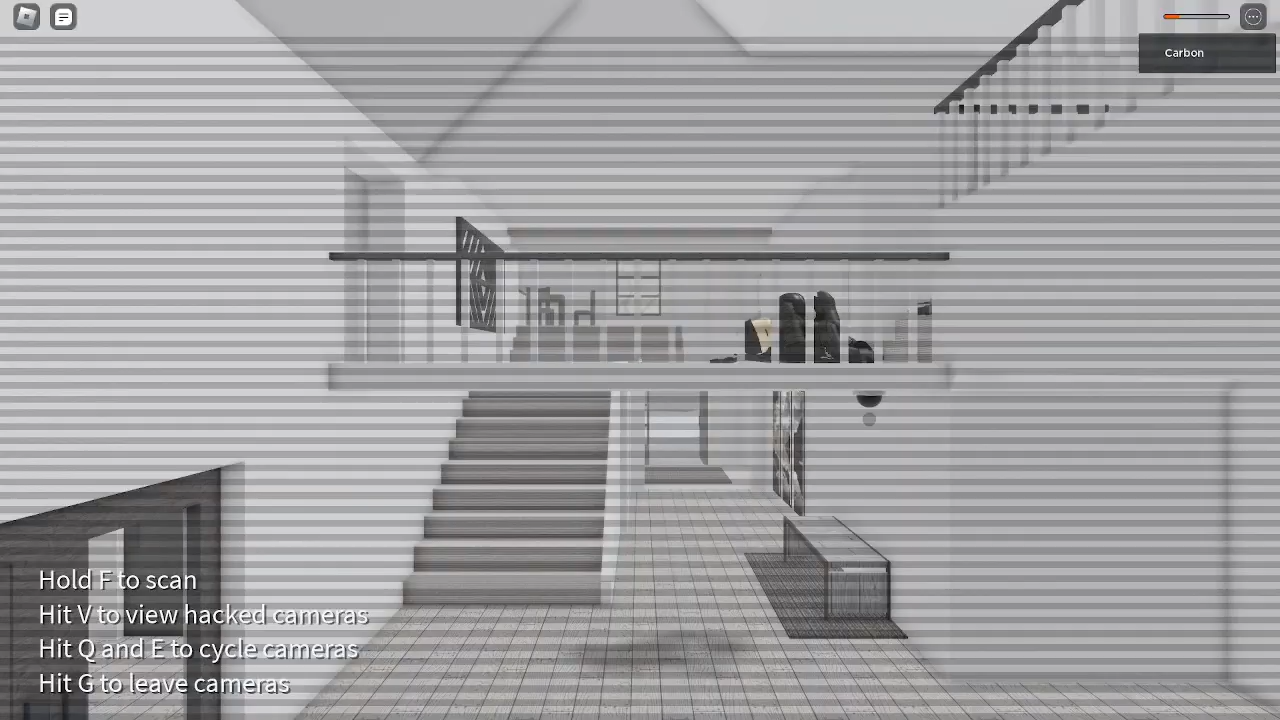 Carbon
Hold F to scan
Hit V to view hacked cameras
Hit Q and E to cycle cameras
Hit G to leave cameras